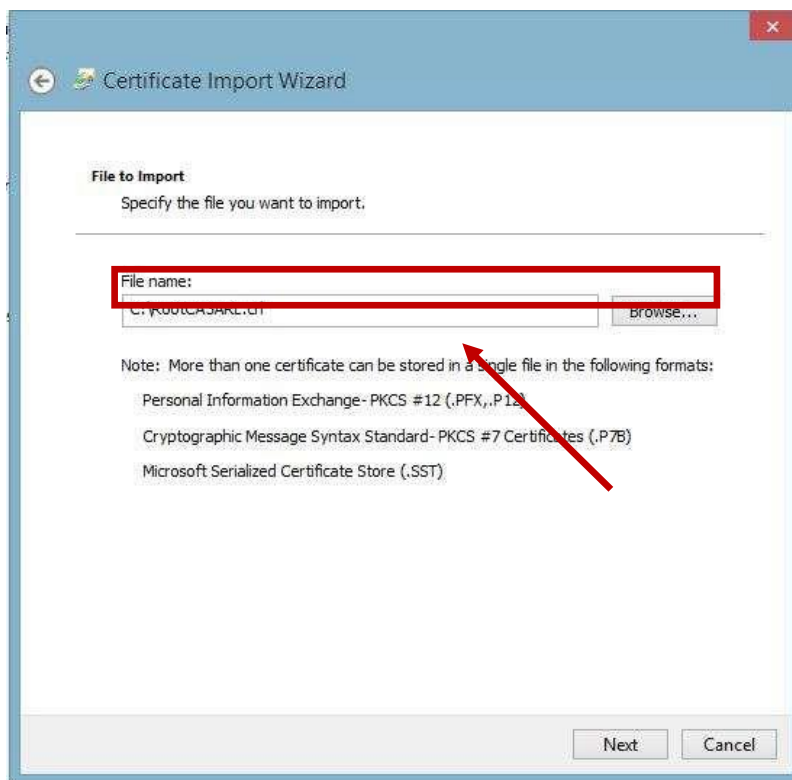 Certificate Import Wizard
File to Import
Specify the file you want to import.
File name:
Browse...
Note: More than one certificate can be stored in a single file in the following formats:
Personal Information Exchange- PKCS #12 (.PFX,.P12)
Cryptographic Message Syntax Standard- PKCS #7 Certificates (.P7B)
Microsoft Serialized Certificate Store (.SST)
Next
Cancel